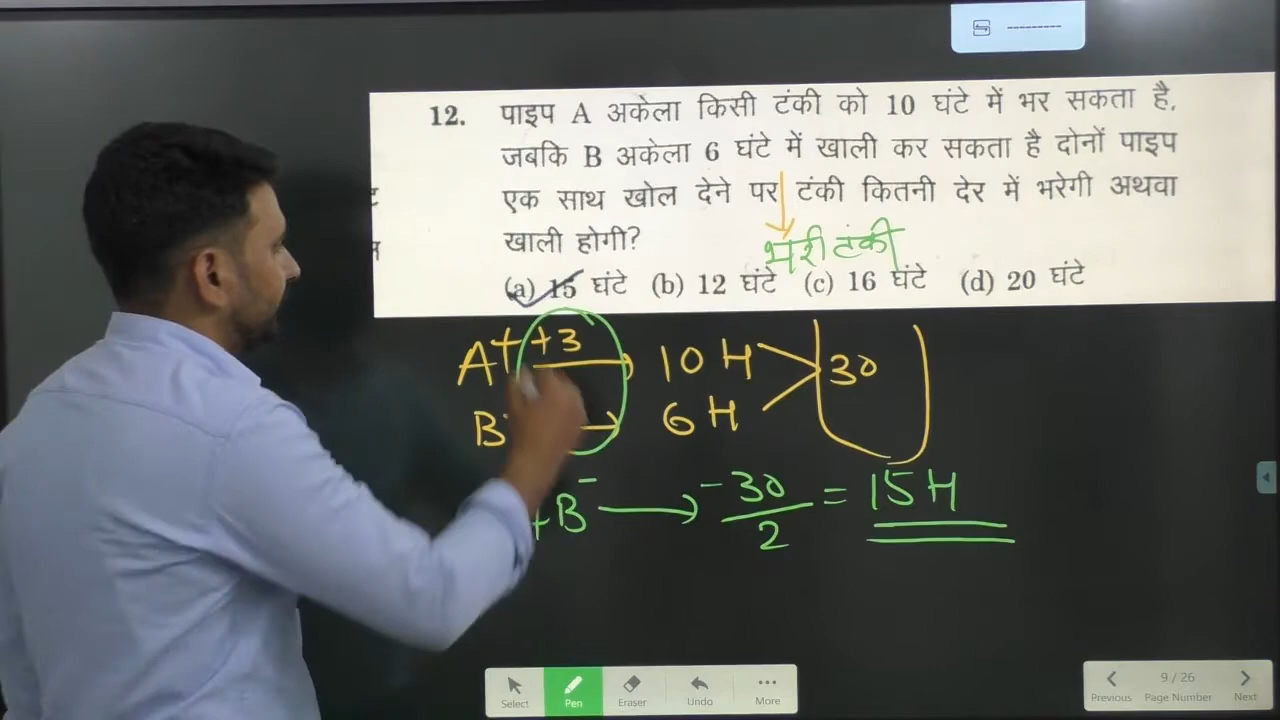 12. पाइप A अकेला किसी टंकी को 10 घंटे में भर सकता है,
जबकि B अकेला 6 घंटे में खाली कर सकता है दोनों पाइप
एक साथ खोल देने पर टंकी कितनी देर में भरेगी अथवा
खाली होगी?
भरी टंकी
(a) 15 घंटे (b) 12 घंटे (c) 16 घंटे (d) 20 घंटे
A+ +3 10 H 30
B 6 H
+B- -30/2 = 15 H
Select Pen Eraser Undo More
9 / 26
Previous Page Number Next